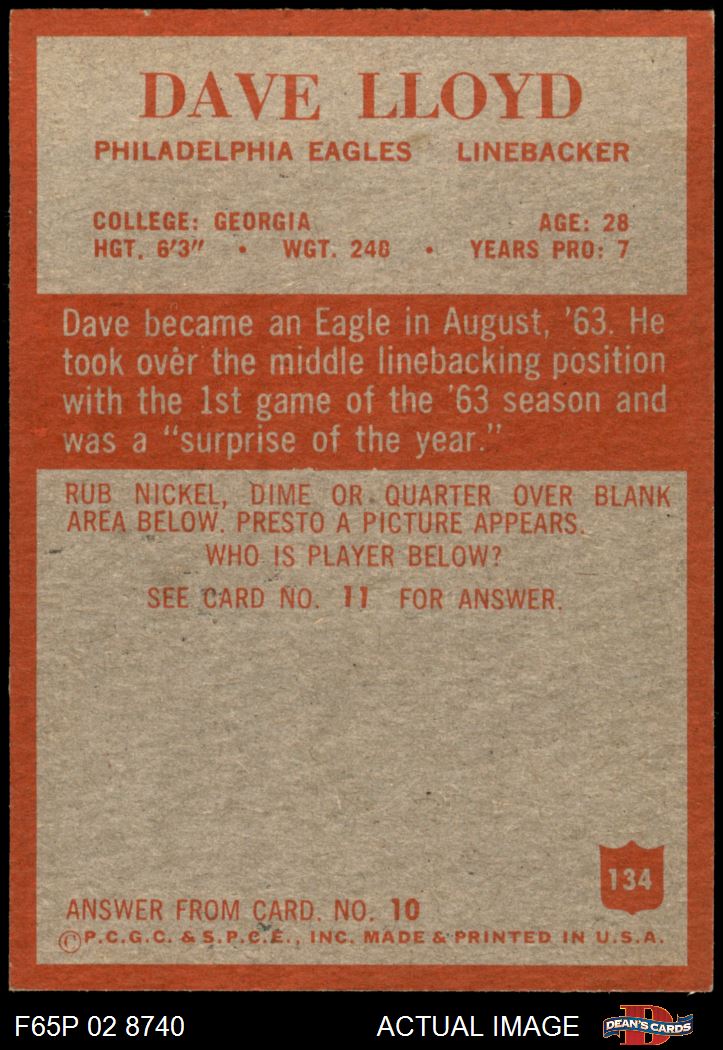 DAVE LLOYD
PHILADELPHIA EAGLES LINEBACKER
COLLEGE: GEORGIA AGE: 28
HGT. 6'3" • WGT. 240 • YEARS PRO: 7
Dave became an Eagle in August, '63. He
took over the middle linebacking position
with the 1st game of the '63 season and
was a "surprise of the year."
RUB NICKEL, DIME OR QUARTER OVER BLANK
AREA BELOW. PRESTO A PICTURE APPEARS.
WHO IS PLAYER BELOW?
SEE CARD NO. 11 FOR ANSWER.
134
ANSWER FROM CARD. NO. 10
©P.C.G.C. & S.P.C.E., INC. MADE & PRINTED IN U.S.A.
F65P 02 8740 ACTUAL IMAGE D DEAN'S CARDS